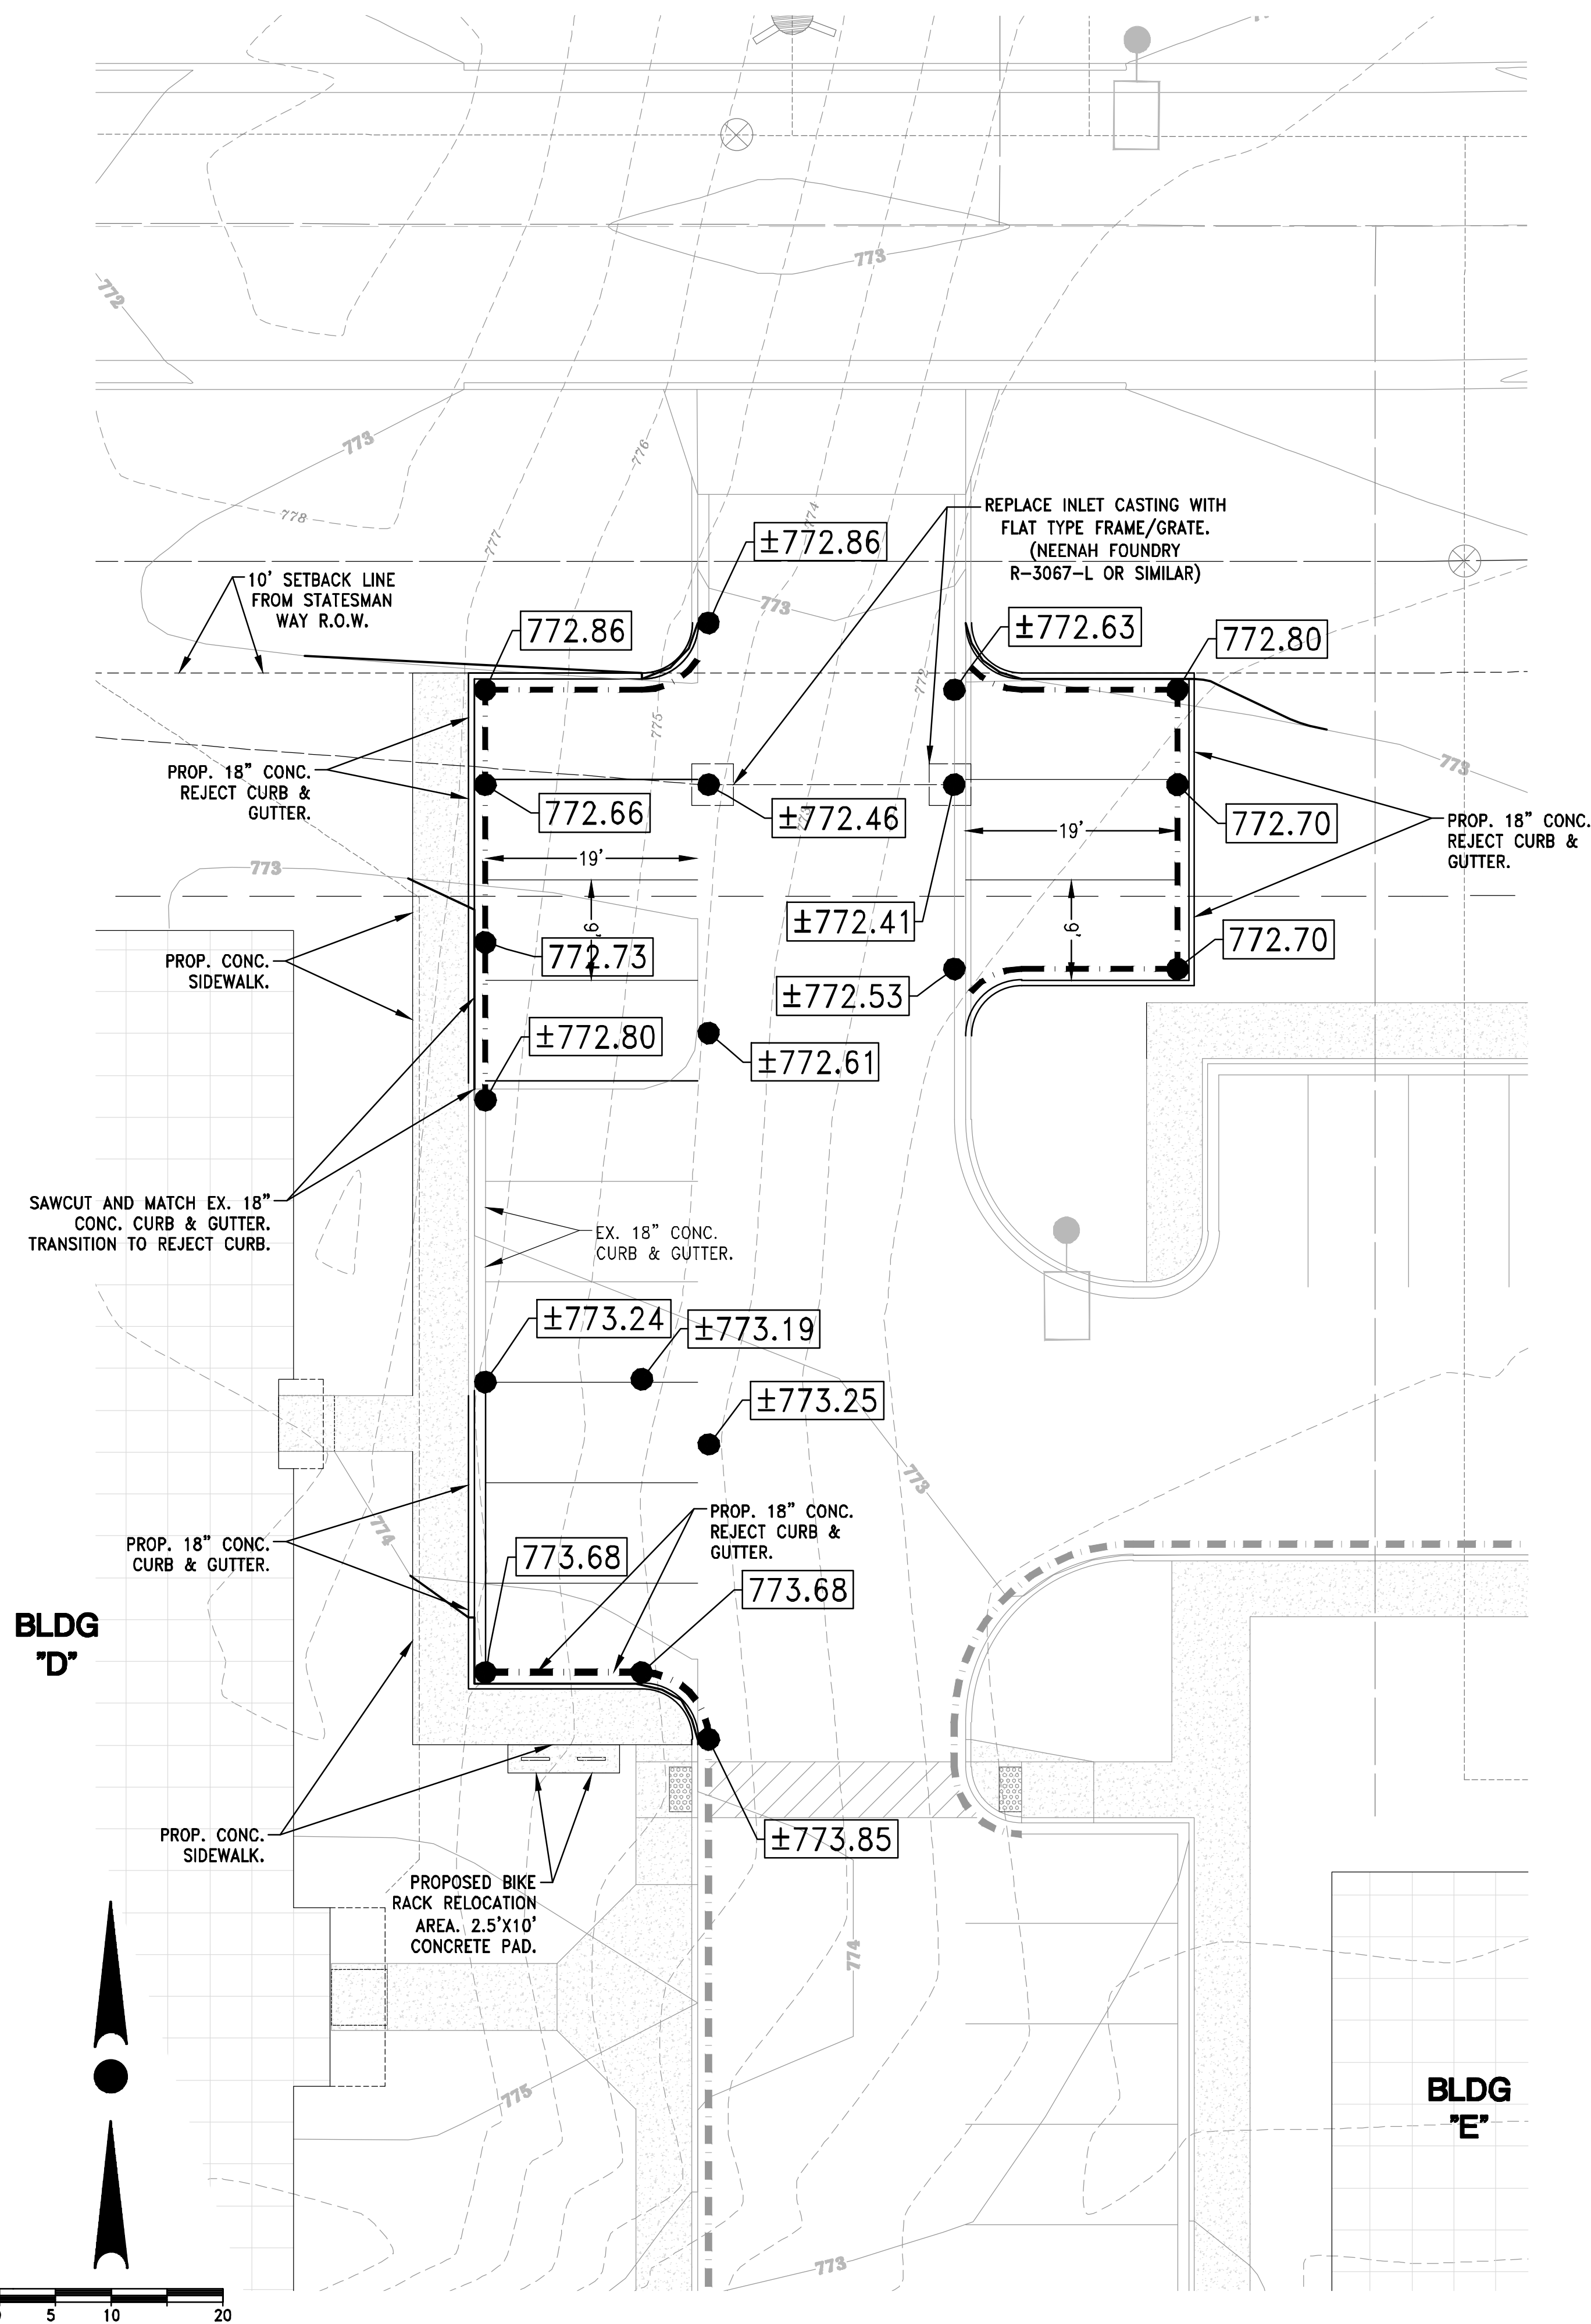 773
772
773
776
778
777
774
±772.86
REPLACE INLET CASTING WITH
FLAT TYPE FRAME/GRATE.
(NEENAH FOUNDRY
R-3067-L OR SIMILAR)
10' SETBACK LINE
FROM STATESMAN
WAY R.O.W.
773
772.86
±772.63
772.80
772
775
PROP. 18" CONC.
REJECT CURB &
GUTTER.
772.66
±772.46
773
772.70
773
PROP. 18" CONC.
REJECT CURB &
GUTTER.
19'
19'
773
9'
9'
±772.41
772.70
PROP. CONC.
SIDEWALK.
772.73
±772.53
±772.80
±772.61
SAWCUT AND MATCH EX. 18"
CONC. CURB & GUTTER.
TRANSITION TO REJECT CURB.
EX. 18" CONC.
CURB & GUTTER.
±773.24
±773.19
±773.25
773
774
PROP. 18" CONC.
CURB & GUTTER.
PROP. 18" CONC.
REJECT CURB &
GUTTER.
773.68
773.68
BLDG
"D"
PROP. CONC.
SIDEWALK.
±773.85
PROPOSED BIKE
RACK RELOCATION
AREA. 2.5'X10'
CONCRETE PAD.
774
775
BLDG
"E"
773
5 10 20